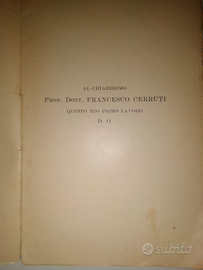 AL CHIARISSIMO
PROF. DOTT. FRANCESCO CERRUTI
QUESTO MIO PRIMO LAVORO
D. O.
subito